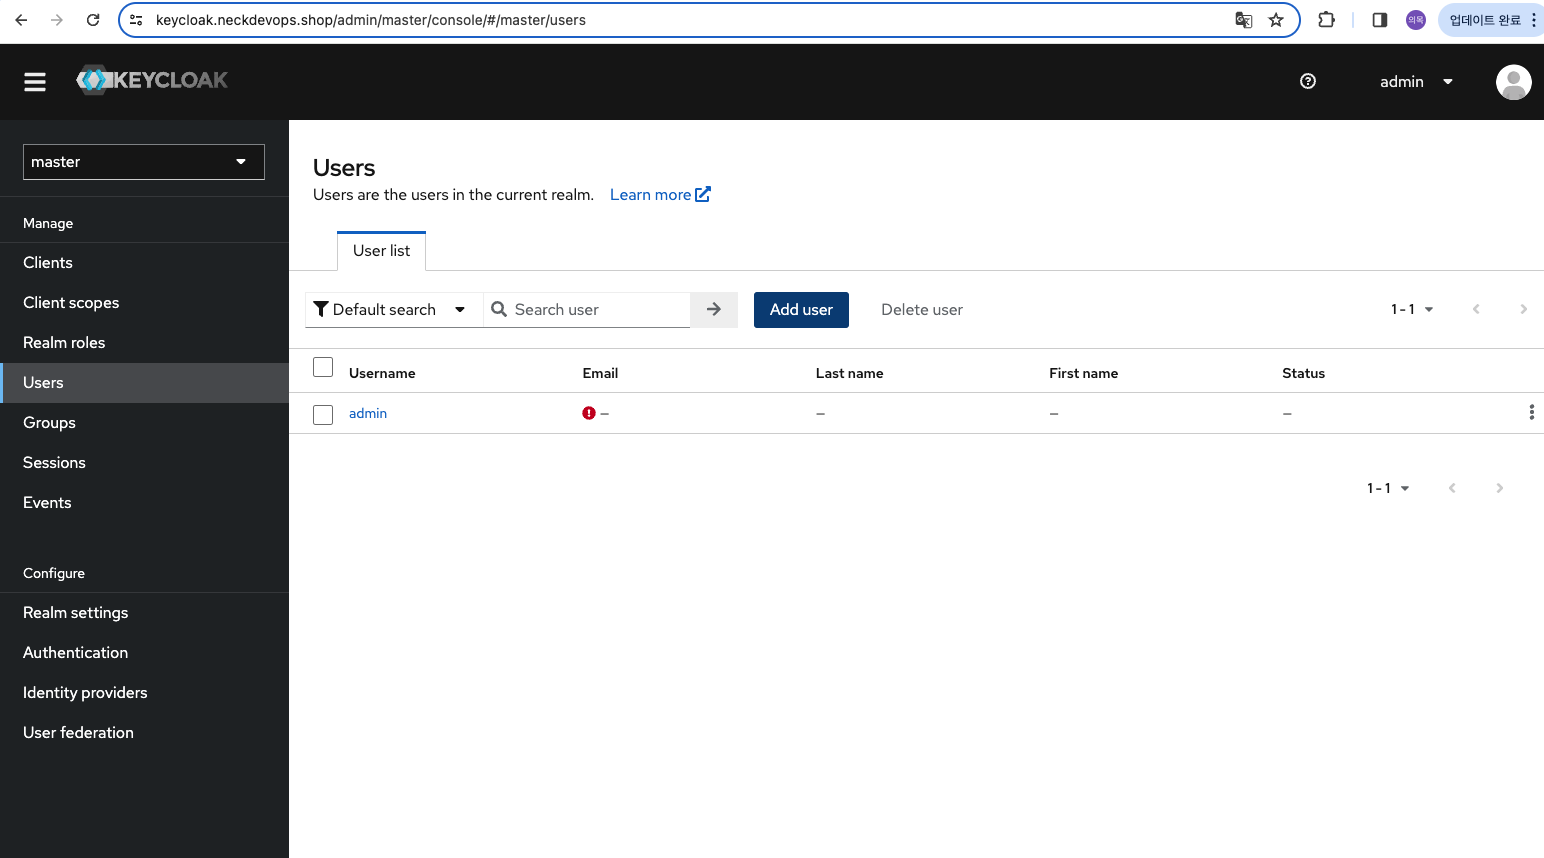 keycloak.neckdevops.shop/admin/master/console/#/master/users
의목
업데이트 완료
KEYCLOAK
admin
master
Manage
Clients
Client scopes
Realm roles
Users
Groups
Sessions
Events
Configure
Realm settings
Authentication
Identity providers
User federation
Users
Users are the users in the current realm. Learn more
User list
Default search Search user Add user Delete user 1 - 1
Username Email Last name First name Status
admin – – – –
1 - 1